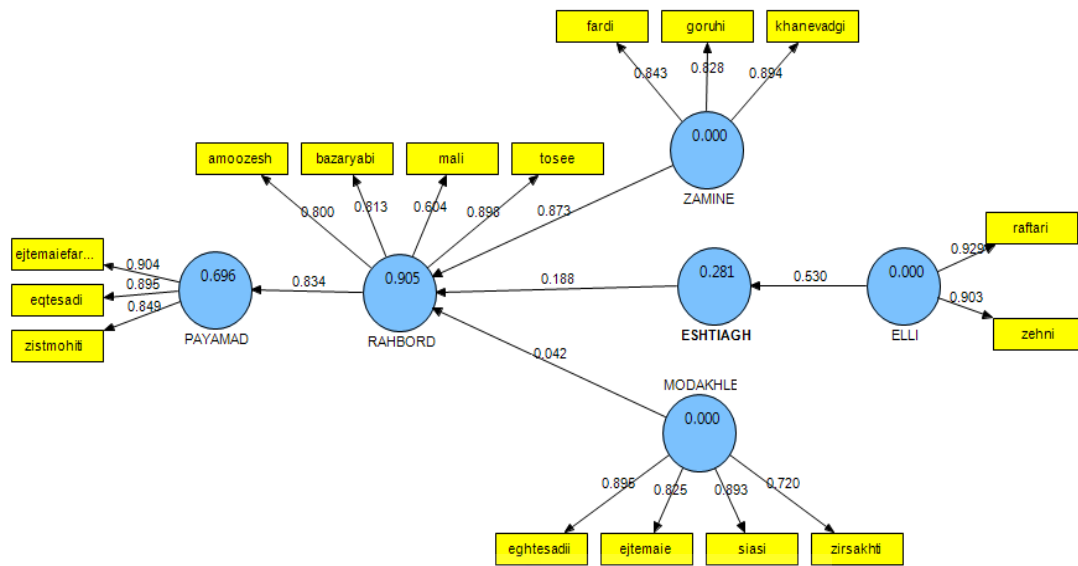 fardi
goruhi
khanevadgi
0.843
0.828
0.894
0.000
ZAMINE
amoozesh
bazaryabi
mali
tosee
0.800
0.813
0.604
0.898
0.873
ejtemaiefar...
eqtesadi
zistmohiti
0.904
0.895
0.849
0.696
PAYAMAD
0.834
0.905
RAHBORD
0.188
0.281
ESHTIAGH
0.530
0.000
ELLI
raftari
0.929
0.903
zehni
0.042
MODAKHLE
0.000
0.896
0.825
0.893
0.720
eghtesadii
ejtemaie
siasi
zirsakhti